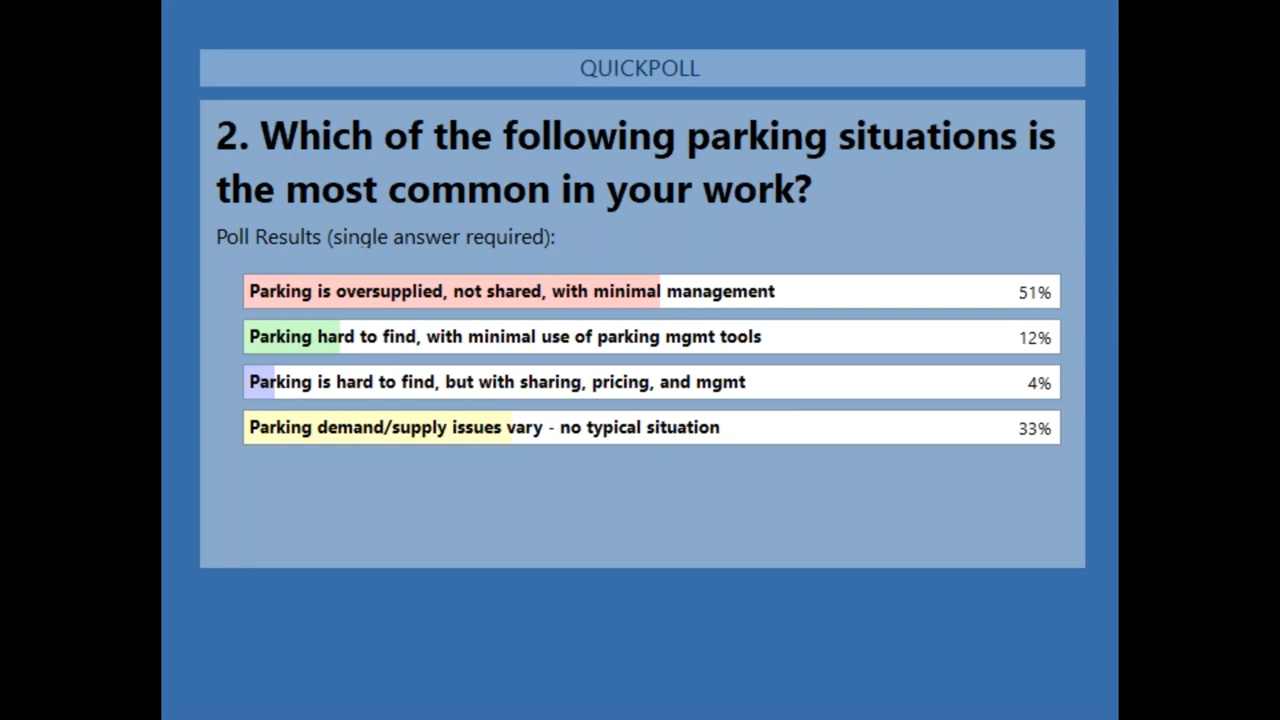 QUICKPOLL
2. Which of the following parking situations is
the most common in your work?
Poll Results (single answer required):
Parking is oversupplied, not shared, with minimal management 51%
Parking hard to find, with minimal use of parking mgmt tools 12%
Parking is hard to find, but with sharing, pricing, and mgmt 4%
Parking demand/supply issues vary - no typical situation 33%